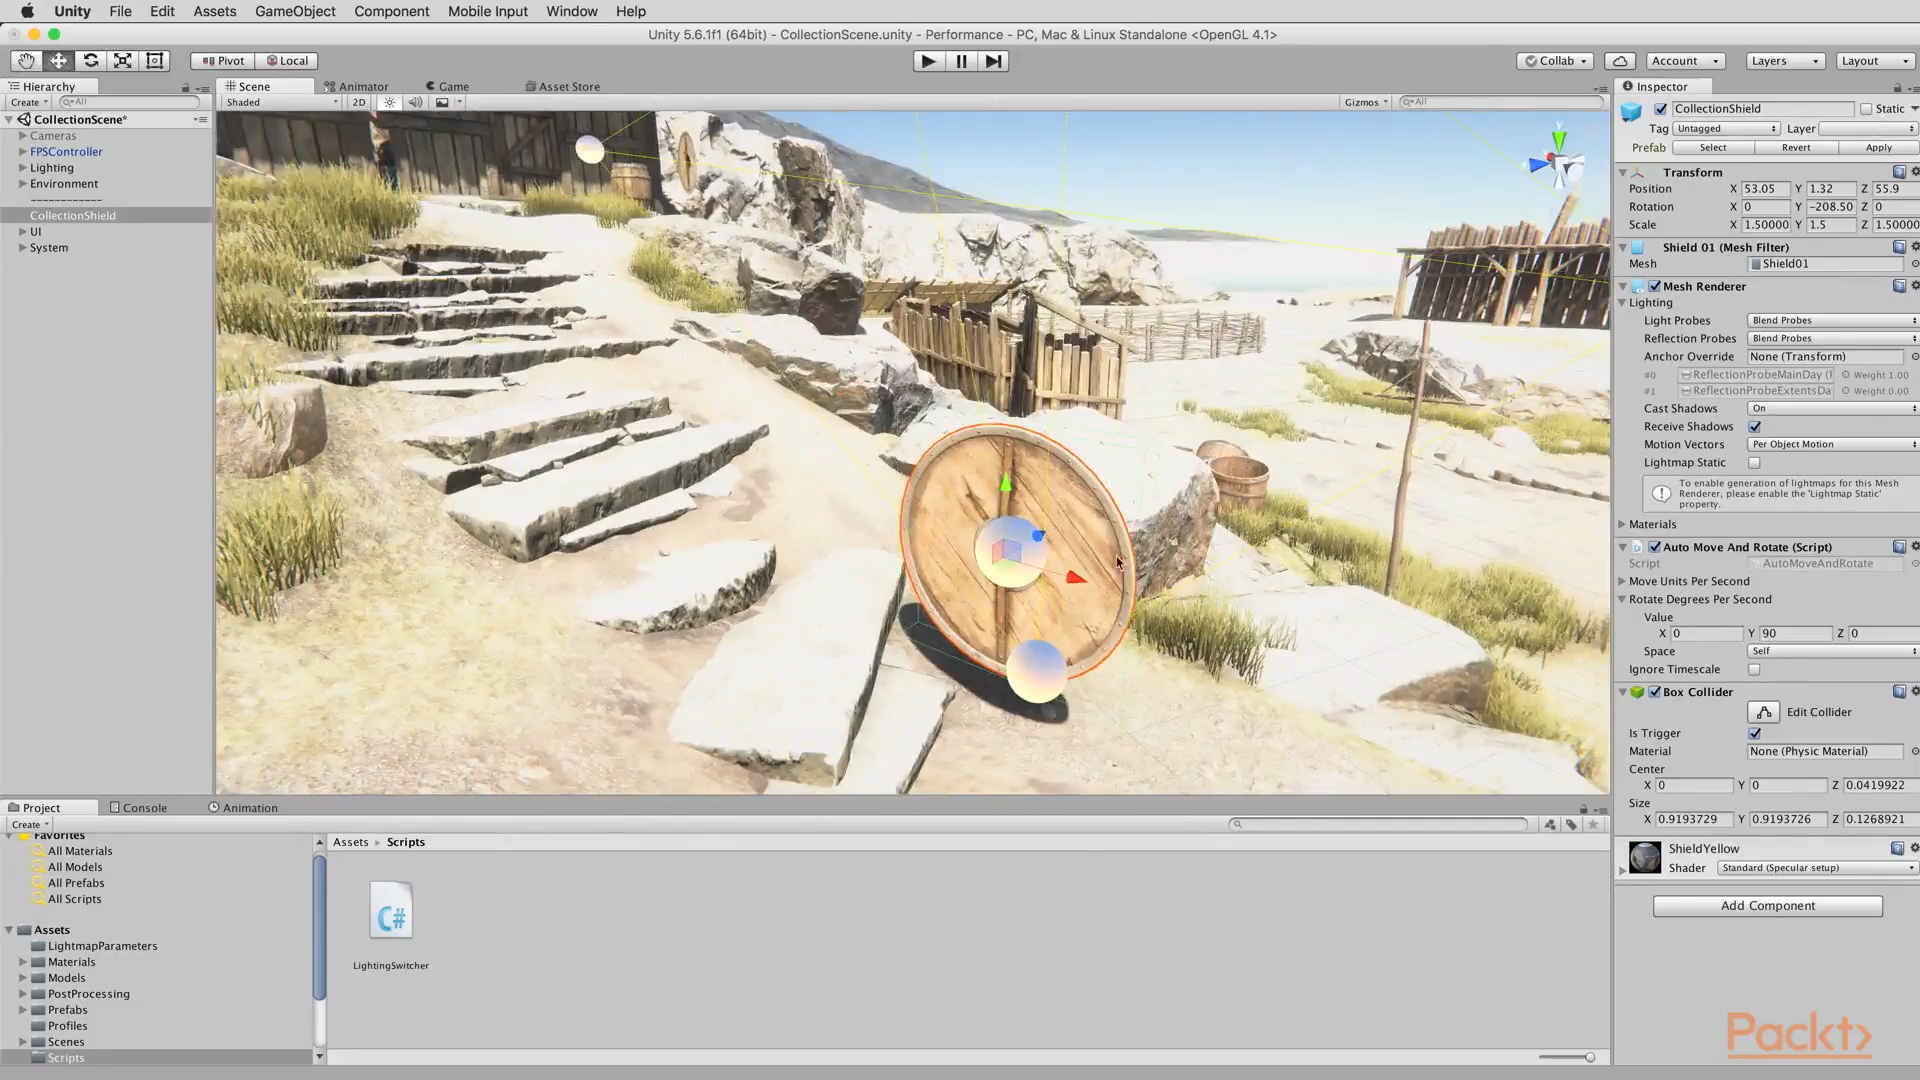 Unity File Edit Assets GameObject Component Mobile Input Window Help
Unity 5.6.1f1 (64bit) - CollectionScene.unity - Performance - PC, Mac & Linux Standalone <OpenGL 4.1>
Pivot Local Collab Account Layers Layout
Hierarchy
Create All
CollectionScene*
Cameras
FPSController
Lighting
Environment
------------
CollectionShield
UI
System
Scene Animator Game Asset Store
Shaded 2D Gizmos All
Inspector
CollectionShield Static
Tag Untagged Layer
Prefab Select Revert Apply
Transform
Position X 53.05 Y 1.32 Z 55.9
Rotation X 0 Y -208.50 Z 0
Scale X 1.50000 Y 1.5 Z 1.50000
Shield 01 (Mesh Filter)
Mesh Shield01
Mesh Renderer
Lighting
Light Probes Blend Probes
Reflection Probes Blend Probes
Anchor Override None (Transform)
#0 ReflectionProbeMainDay (I Weight 1.00
#1 ReflectionProbeExtentsDa Weight 0.00
Cast Shadows On
Receive Shadows
Motion Vectors Per Object Motion
Lightmap Static
To enable generation of lightmaps for this Mesh
Renderer, please enable the 'Lightmap Static'
property.
Materials
Auto Move And Rotate (Script)
Script AutoMoveAndRotate
Move Units Per Second
Rotate Degrees Per Second
Value
X 0 Y 90 Z 0
Space Self
Ignore Timescale
Box Collider
Edit Collider
Is Trigger
Material None (Physic Material)
Center
X 0 Y 0 Z 0.0419922
Size
X 0.9193729 Y 0.9193726 Z 0.1268921
ShieldYellow
Shader Standard (Specular setup)
Add Component
Project Console Animation
Create
Favorites
All Materials
All Models
All Prefabs
All Scripts
Assets
LightmapParameters
Materials
Models
PostProcessing
Prefabs
Profiles
Scenes
Scripts
Assets Scripts
C#
LightingSwitcher
Packt>